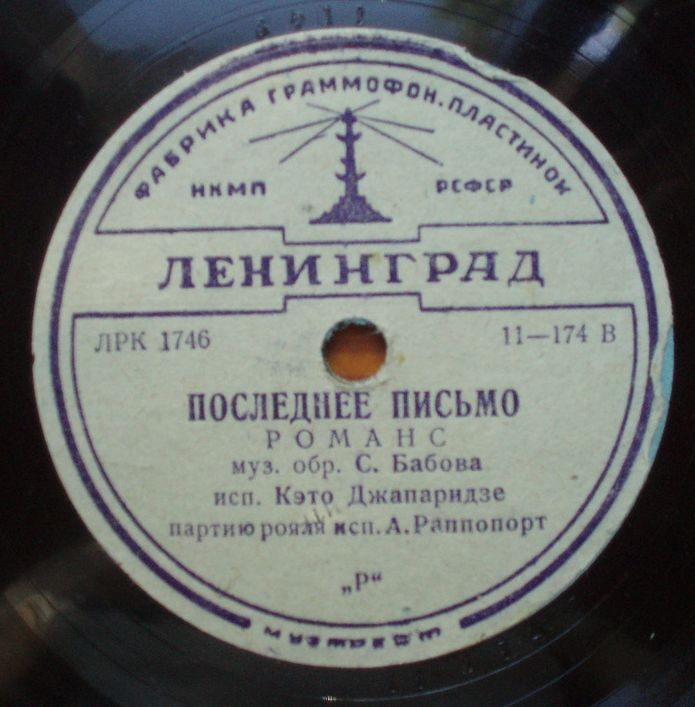 ФАБРИКА ГРАММОФОН. ПЛАСТИНОК
НКМП РСФСР
ЛЕНИНГРАД
ЛРК 1746 11—174 В
ПОСЛЕДНЕЕ ПИСЬМО
РОМАНС
муз. обр. С. Бабова
исп. Кэто Джапаридзе
партию рояля исп. А. Раппопорт
„Р“